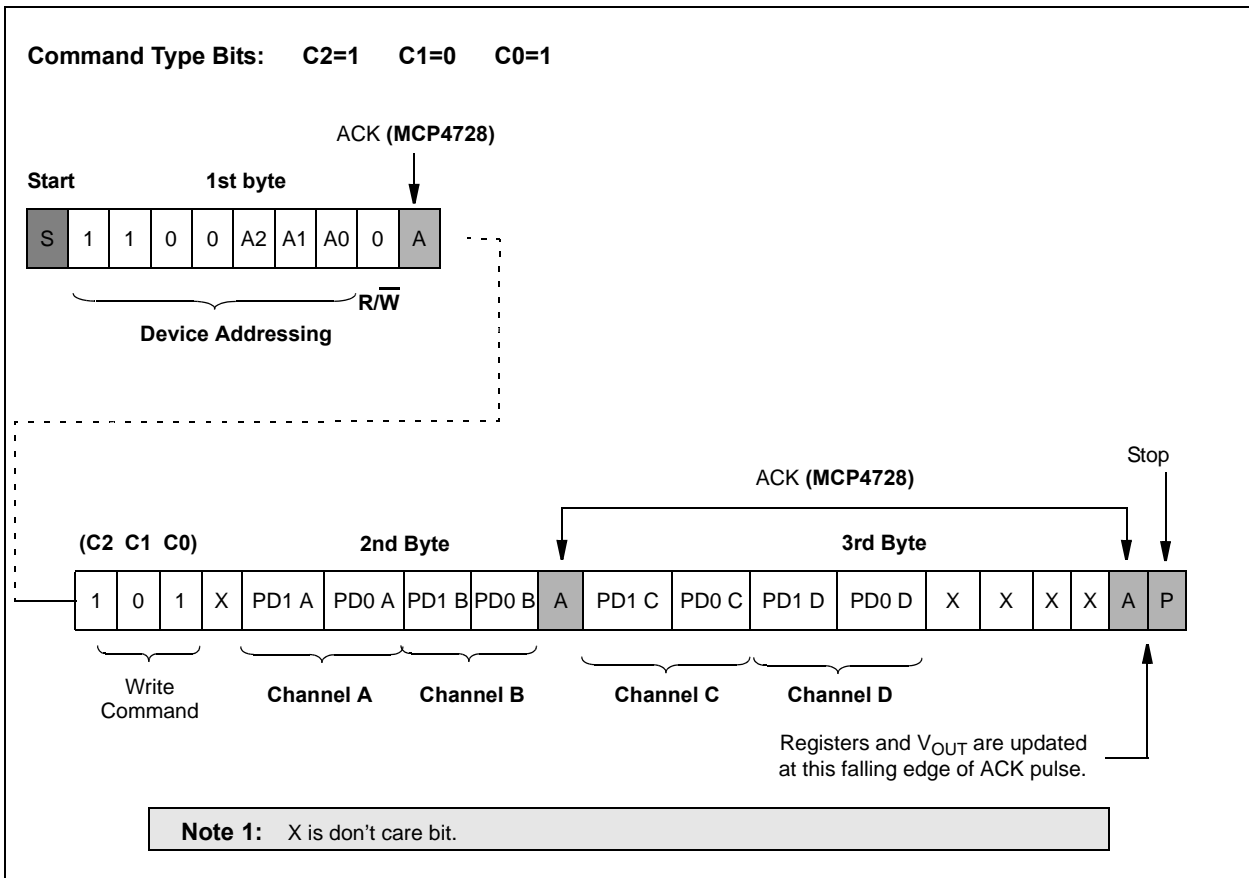 Command Type Bits: C2=1 C1=0 C0=1
ACK (MCP4728)
Start 1st byte
S 1 1 0 0 A2 A1 A0 0 A
R/W
Device Addressing
Stop
ACK (MCP4728)
(C2 C1 C0) 2nd Byte 3rd Byte
1 0 1 X PD1 A PD0 A PD1 B PD0 B A PD1 C PD0 C PD1 D PD0 D X X X X A P
Write
Command
Channel A Channel B Channel C Channel D
Registers and VOUT are updated
at this falling edge of ACK pulse.
Note 1: X is don't care bit.